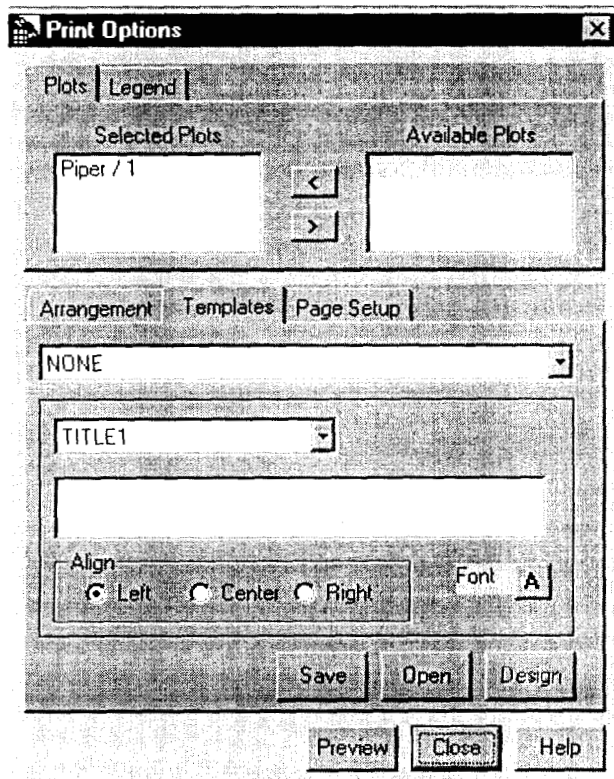 Print Options
Plots Legend
Selected Plots Available Plots
Piper / 1
<
>
Arrangement Templates Page Setup
NONE
TITLE1
Align
Left Center Right Font A
Save Open Design
Preview Close Help